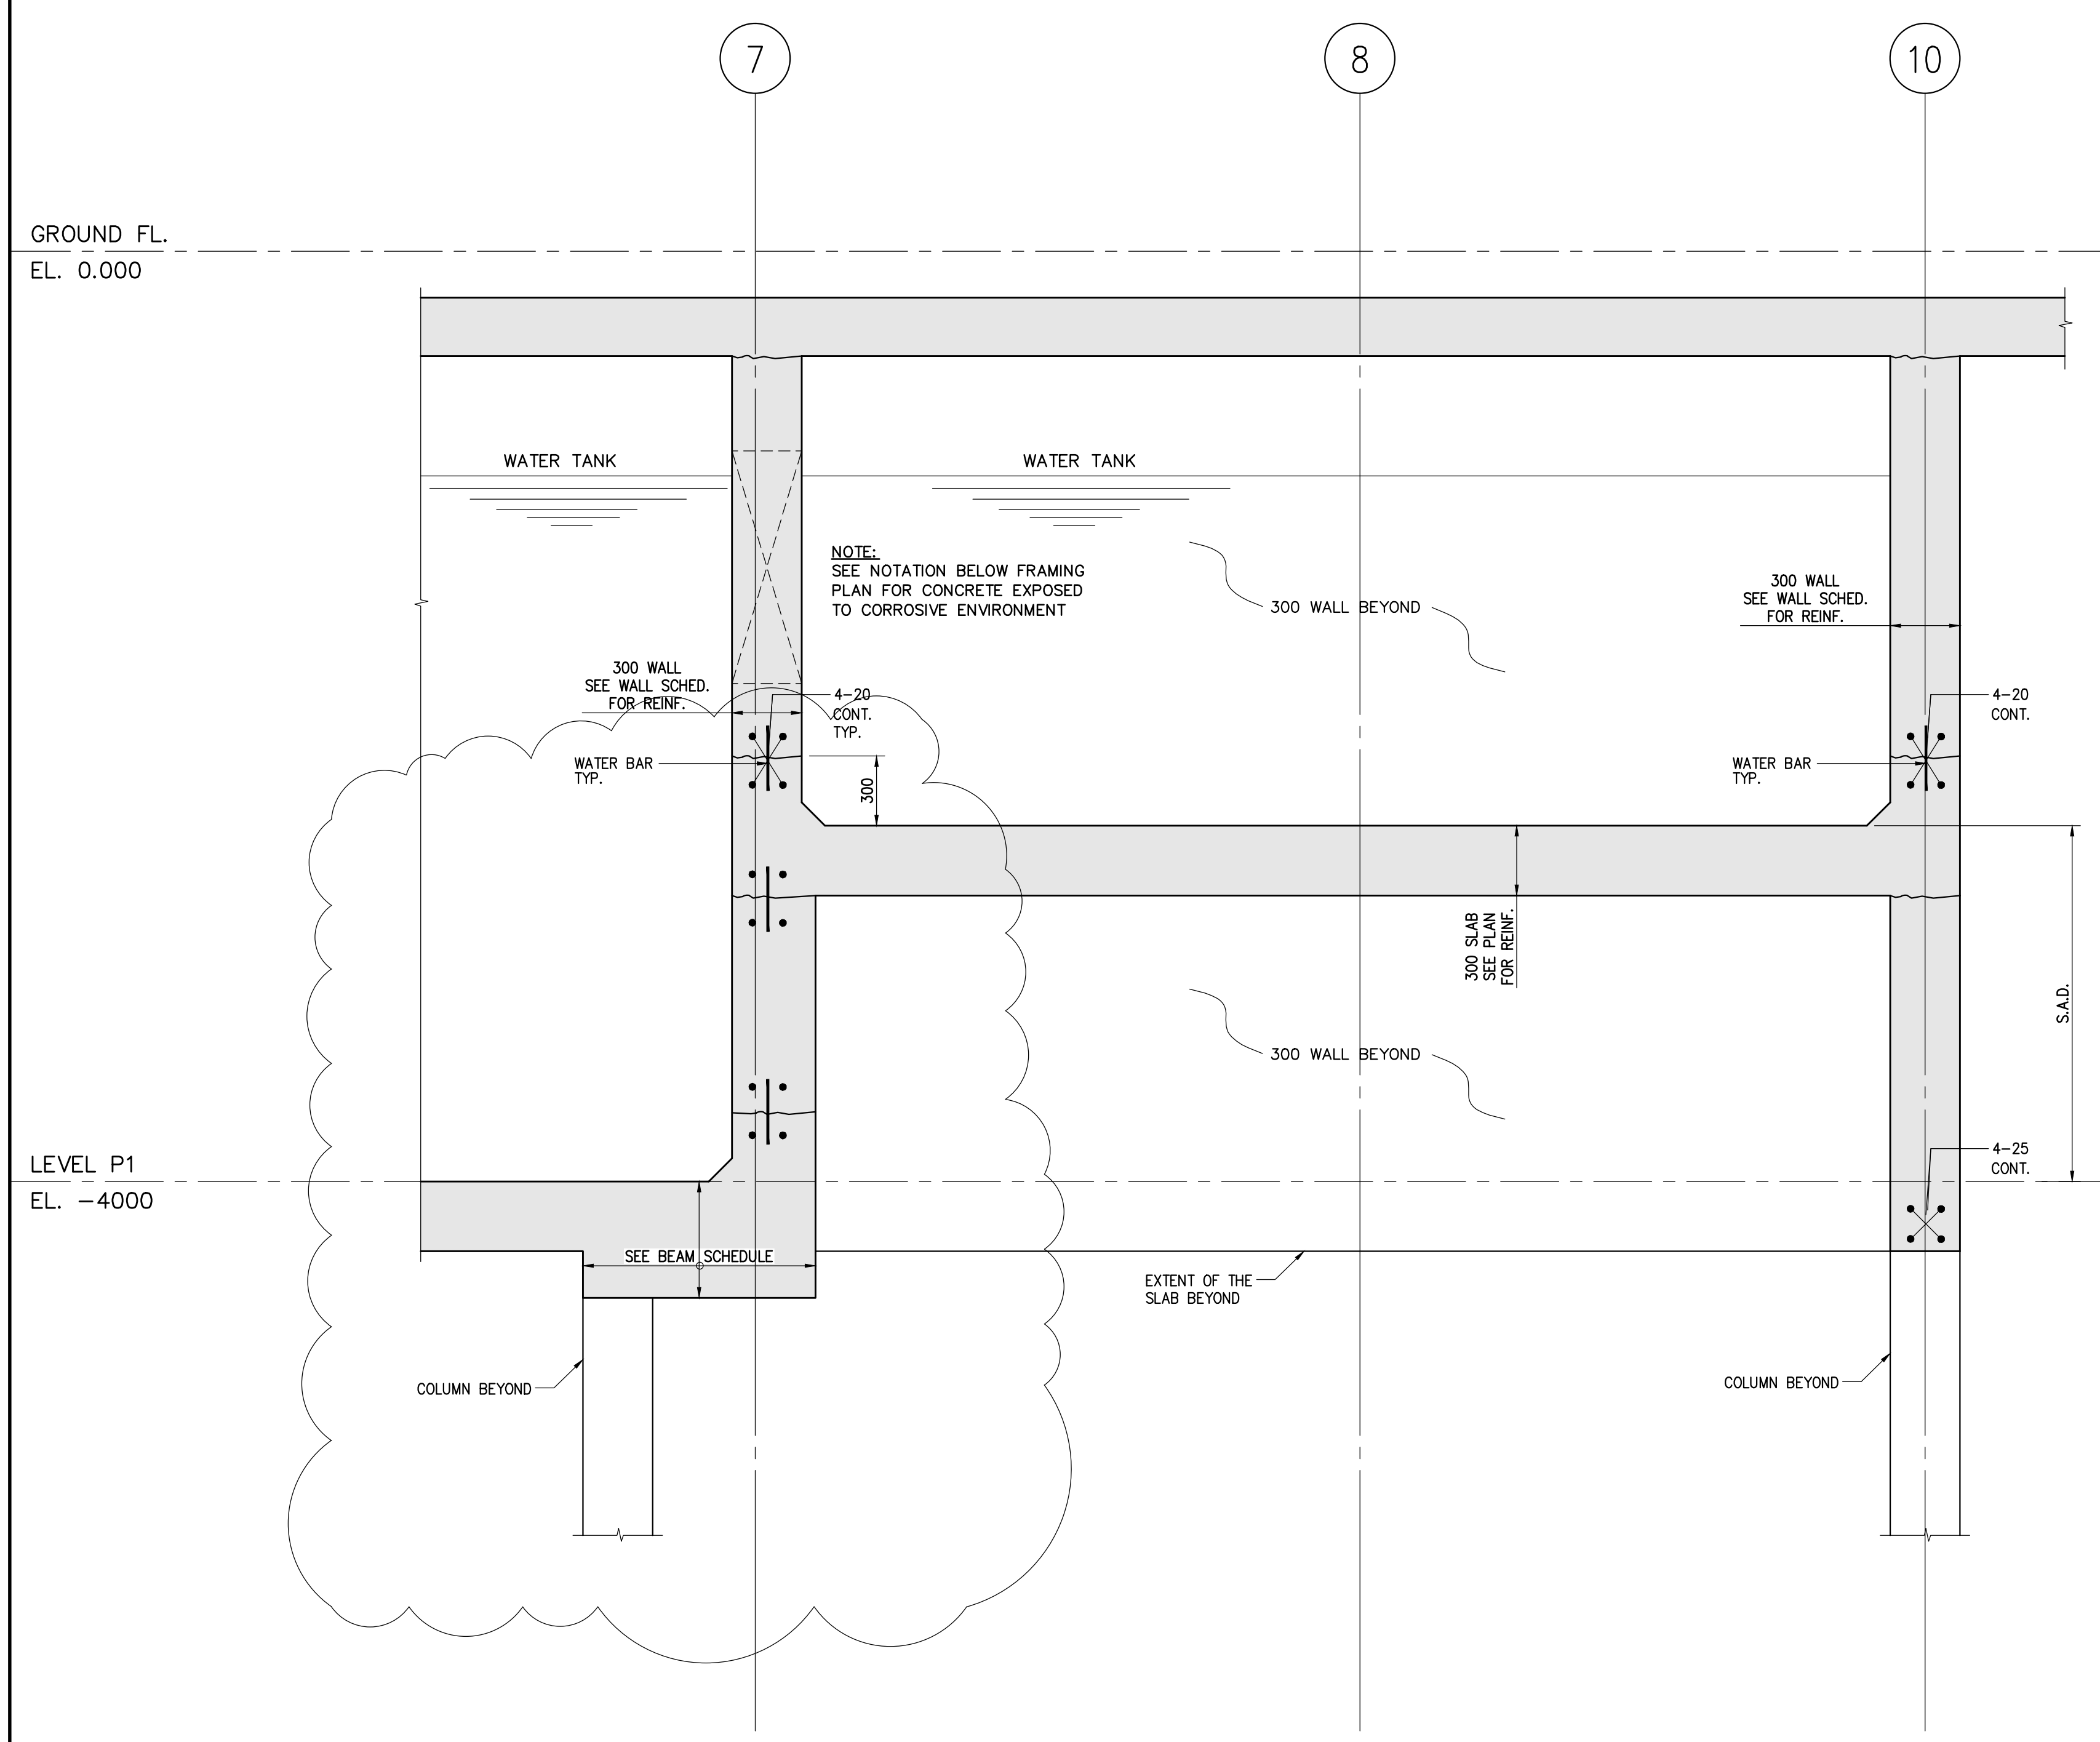 7
8
10
GROUND FL.
EL. 0.000
WATER TANK
WATER TANK
NOTE:
SEE NOTATION BELOW FRAMING
PLAN FOR CONCRETE EXPOSED
TO CORROSIVE ENVIRONMENT
300 WALL BEYOND
300 WALL
SEE WALL SCHED.
FOR REINF.
300 WALL
SEE WALL SCHED.
FOR REINF.
4-20
CONT.
TYP.
4-20
CONT.
WATER BAR
TYP.
300
WATER BAR
TYP.
300 SLAB
SEE PLAN
FOR REINF.
S.A.D.
300 WALL BEYOND
4-25
CONT.
LEVEL P1
EL. -4000
SEE BEAM SCHEDULE
EXTENT OF THE
SLAB BEYOND
COLUMN BEYOND
COLUMN BEYOND